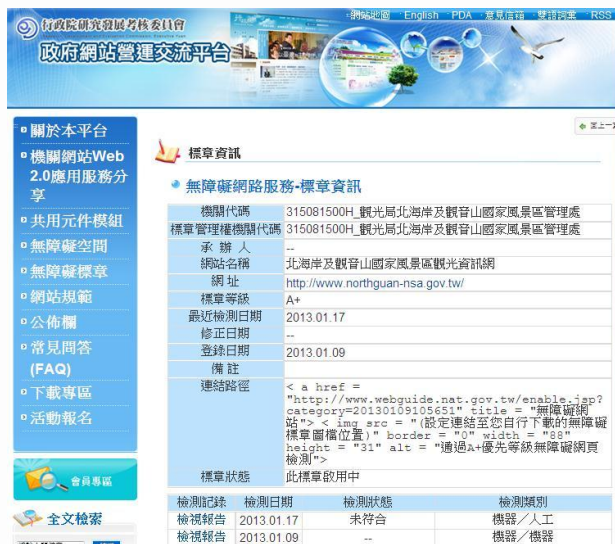 網站地圖 English PDA 意見信箱 雙語詞彙 RSS
行政院研究發展考核委員會
政府網站營運交流平台
關於本平台
機關網站Web
2.0應用服務分
享
共用元件模組
無障礙空間
無障礙標章
網站規範
公佈欄
常見問答
(FAQ)
下載專區
活動報名
會員專區
全文檢索
標章資訊
無障礙網路服務-標章資訊
機關代碼 315081500H_觀光局北海岸及觀音山國家風景區管理處
標章管理權機關代碼 315081500H_觀光局北海岸及觀音山國家風景區管理處
承 辦 人 --
網站名稱 北海岸及觀音山國家風景區觀光資訊網
網 址 http://www.northguan-nsa.gov.tw/
標章等級 A+
最近檢測日期 2013.01.17
修正日期 --
登錄日期 2013.01.09
備 註
連結路徑 < a href =
"http://www.webguide.nat.gov.tw/enable.jsp?
category=20130109105651" title = "無障礙網
站"> < img src = "(設定連結至您自行下載的無障礙
標章圖檔位置)" border = "0" width = "88"
height = "31" alt = "通過A+優先等級無障礙網頁
檢測">
標章狀態 此標章啟用中
檢測記錄 檢測日期 檢測狀態 檢測類別
檢視報告 2013.01.17 未符合 機器／人工
檢視報告 2013.01.09 -- 機器／機器